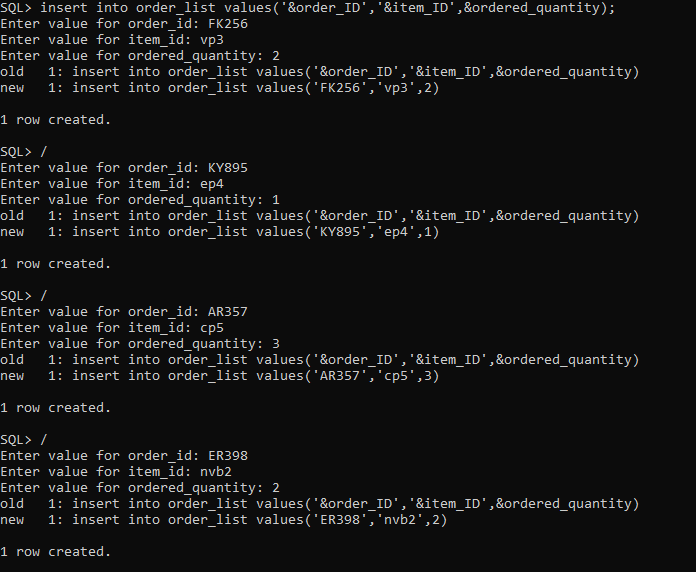 SQL> insert into order_list values('&order_ID','&item_ID',&ordered_quantity);
Enter value for order_id: FK256
Enter value for item_id: vp3
Enter value for ordered_quantity: 2
old   1: insert into order_list values('&order_ID','&item_ID',&ordered_quantity)
new   1: insert into order_list values('FK256','vp3',2)

1 row created.

SQL> /
Enter value for order_id: KY895
Enter value for item_id: ep4
Enter value for ordered_quantity: 1
old   1: insert into order_list values('&order_ID','&item_ID',&ordered_quantity)
new   1: insert into order_list values('KY895','ep4',1)

1 row created.

SQL> /
Enter value for order_id: AR357
Enter value for item_id: cp5
Enter value for ordered_quantity: 3
old   1: insert into order_list values('&order_ID','&item_ID',&ordered_quantity)
new   1: insert into order_list values('AR357','cp5',3)

1 row created.

SQL> /
Enter value for order_id: ER398
Enter value for item_id: nvb2
Enter value for ordered_quantity: 2
old   1: insert into order_list values('&order_ID','&item_ID',&ordered_quantity)
new   1: insert into order_list values('ER398','nvb2',2)

1 row created.